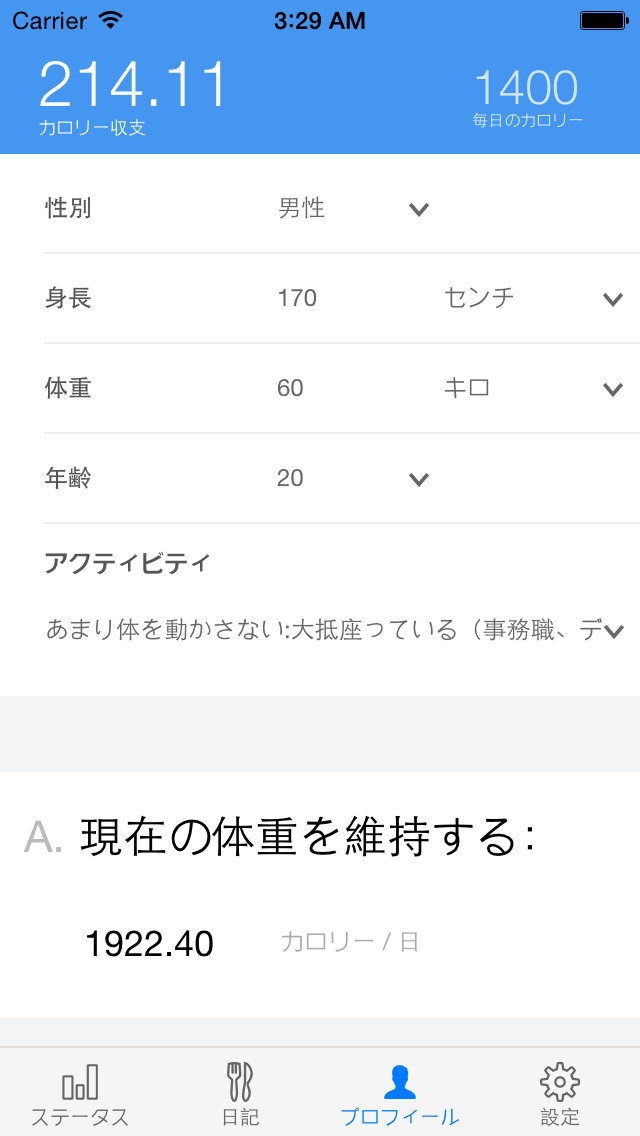 Carrier 3:29 AM
214.11 1400
カロリー収支 毎日のカロリー
性別 男性
身長 170 センチ
体重 60 キロ
年齢 20
アクティビティ
あまり体を動かさない:大抵座っている（事務職、デ
A. 現在の体重を維持する:
1922.40 カロリー / 日
ステータス 日記 プロフィール 設定